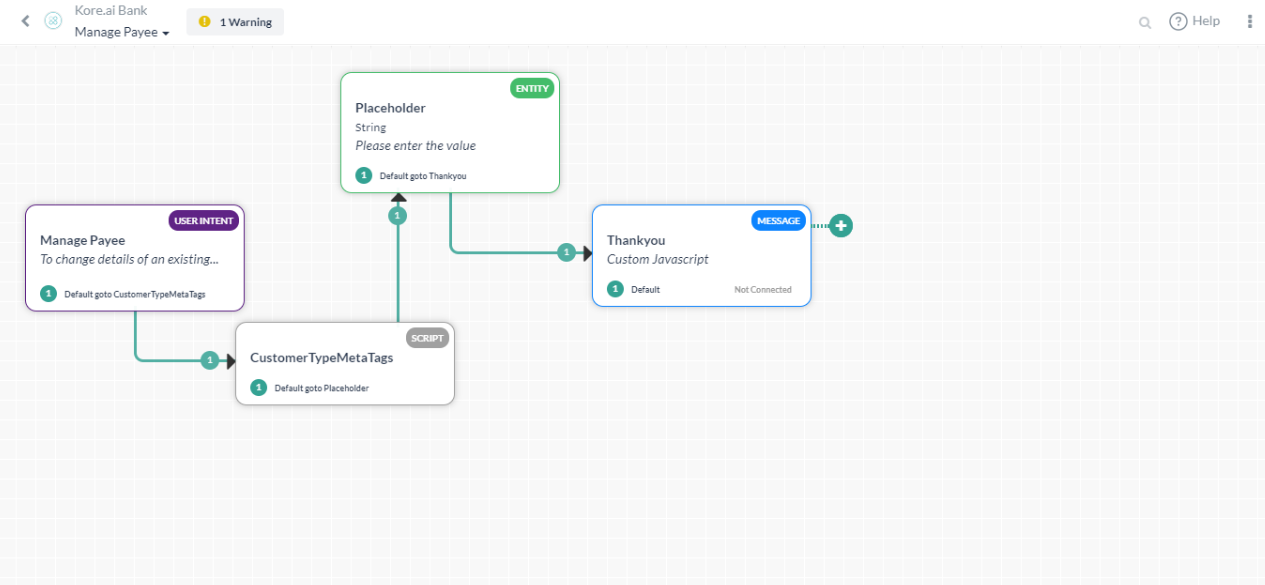 Kore.ai Bank
Manage Payee
1 Warning
Help
ENTITY
Placeholder
String
Please enter the value
1 Default goto Thankyou
1
USER INTENT
Manage Payee
To change details of an existing...
1 Default goto CustomerTypeMetaTags
MESSAGE
Thankyou
Custom Javascript
1 Default Not Connected
1
1
SCRIPT
CustomerTypeMetaTags
1 Default goto Placeholder